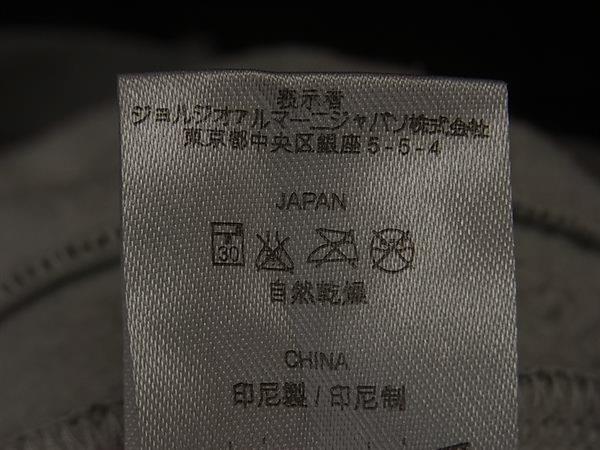 表示者
ジョルジオアルマーニジャパン株式会社
東京都中央区銀座5-5-4
JAPAN
30
自然乾燥
CHINA
印尼製 / 印尼制